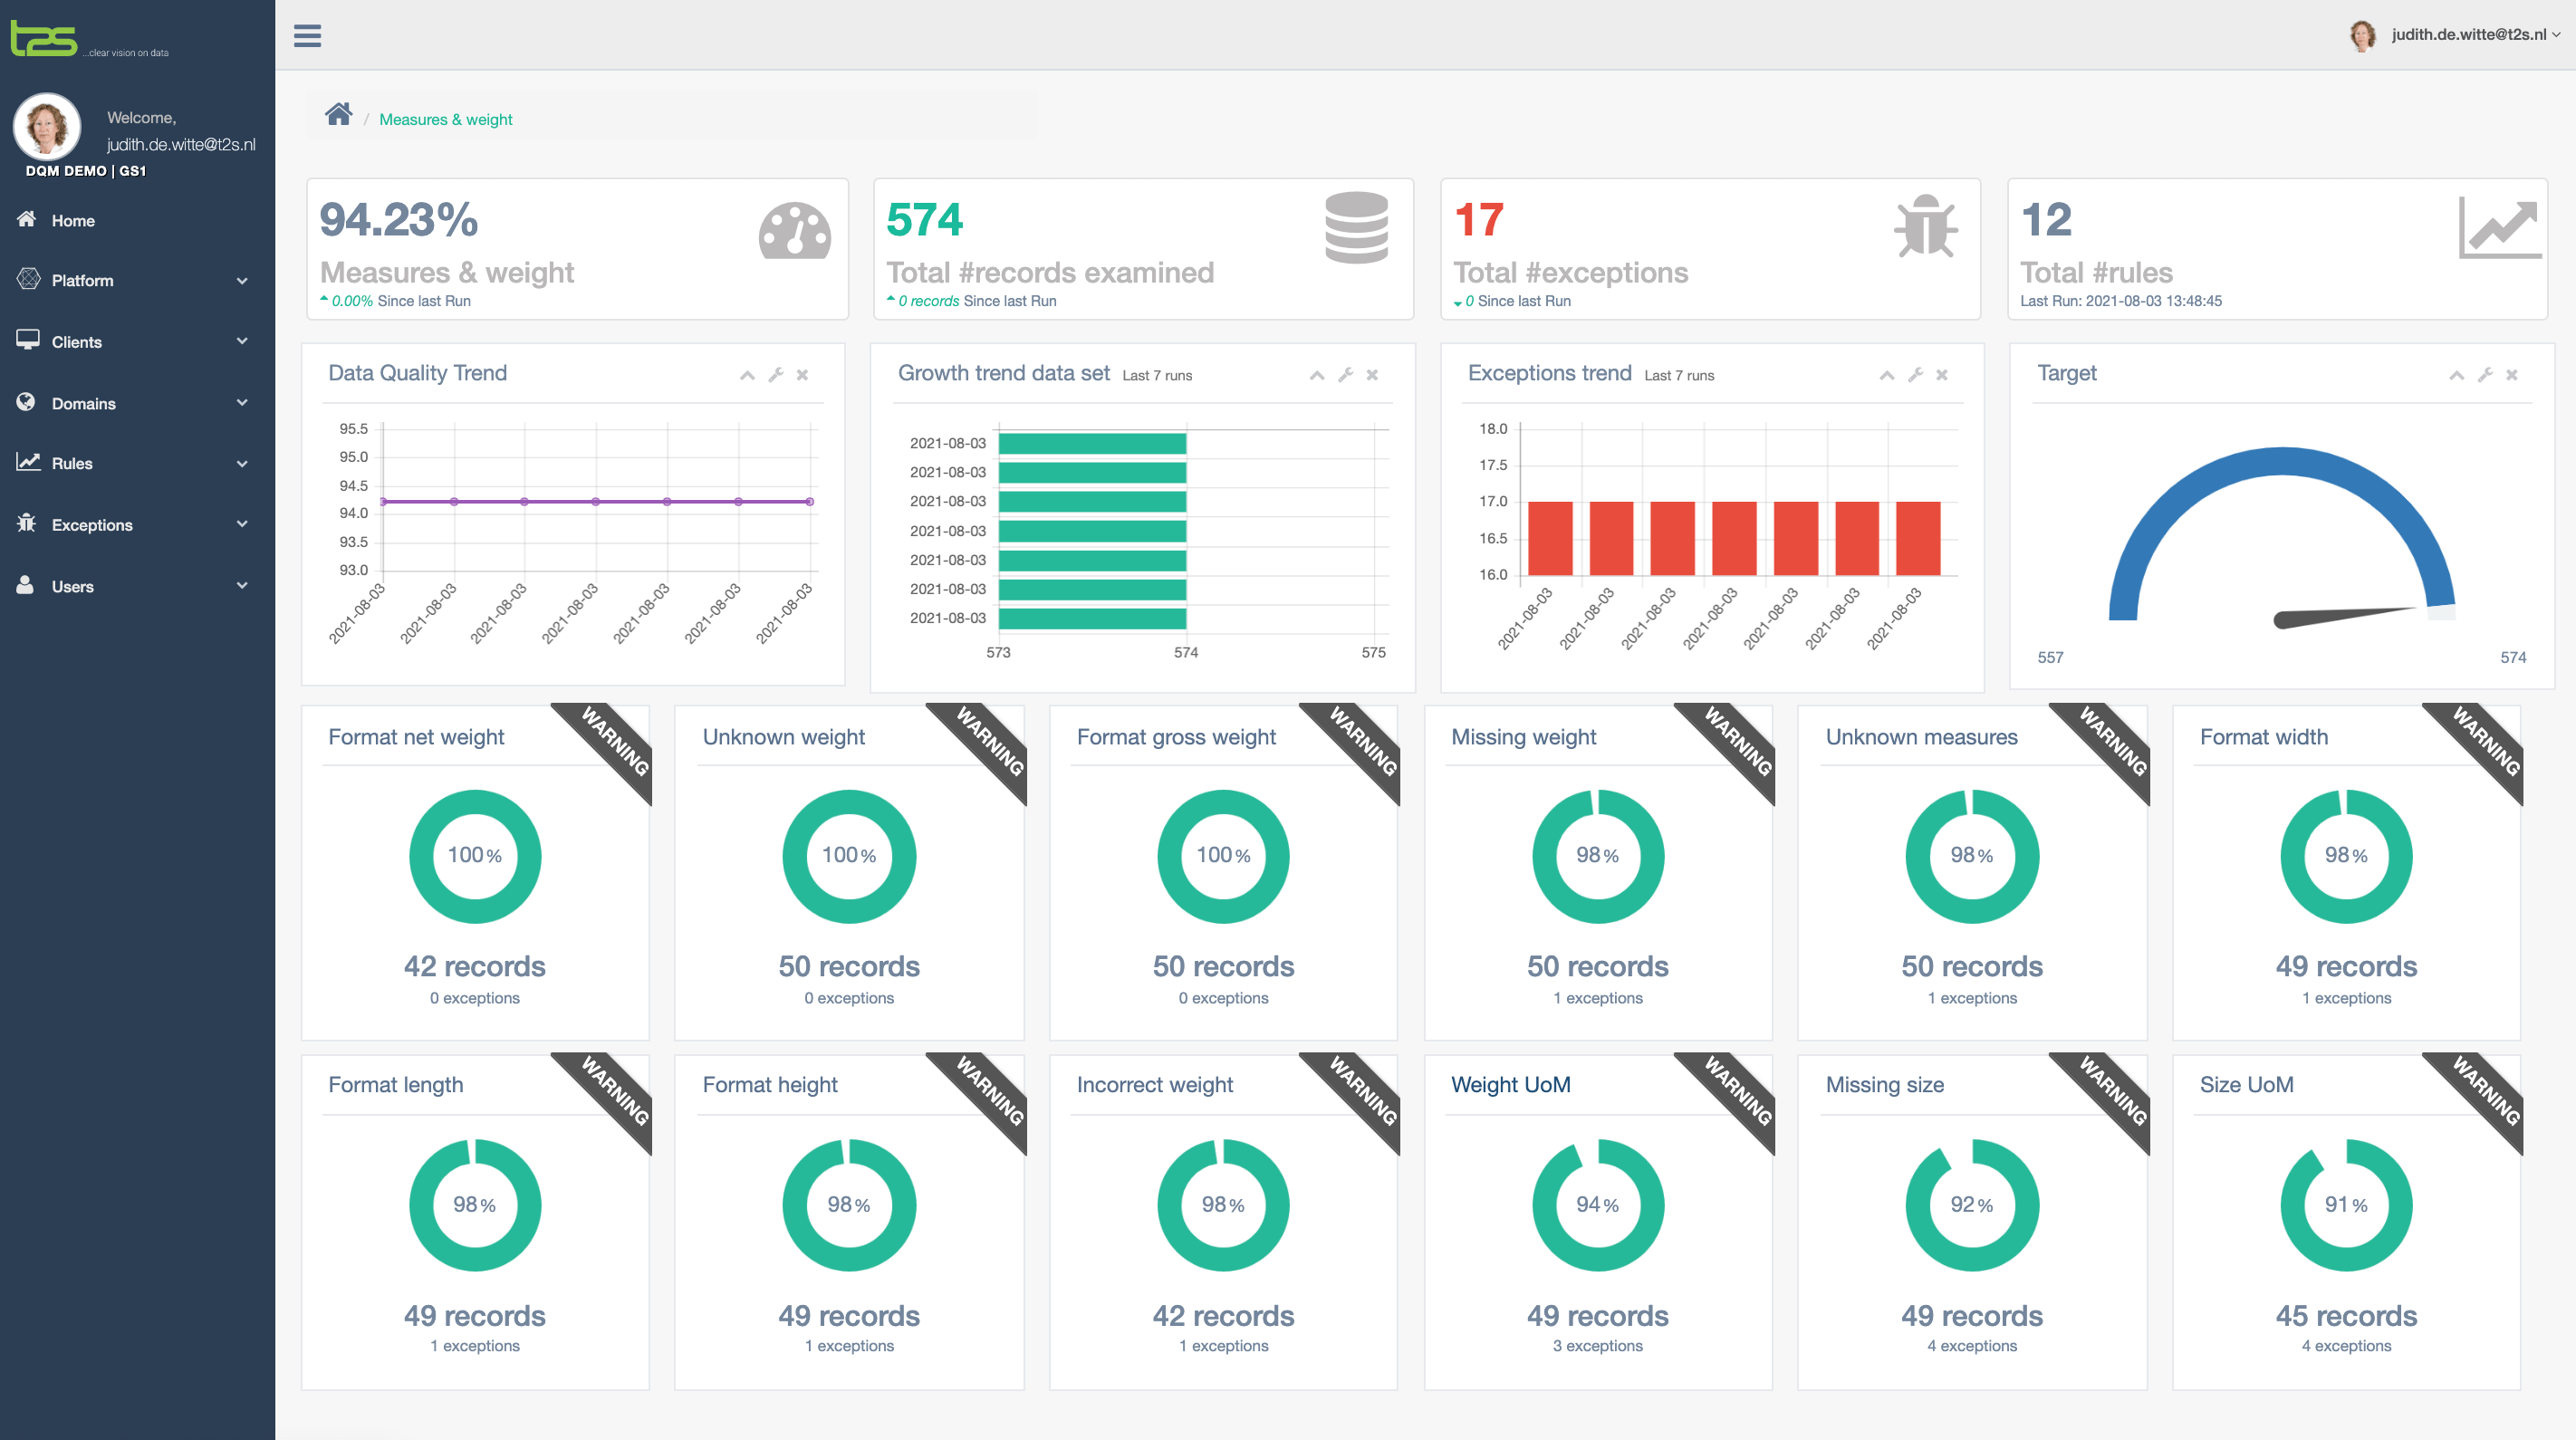 t2s ...clear vision on data
judith.de.witte@t2s.nl
Welcome,
judith.de.witte@t2s.nl
DQM DEMO | GS1
Home
Platform
Clients
Domains
Rules
Exceptions
Users
/ Measures & weight
94.23%
Measures & weight
0.00% Since last Run
574
Total #records examined
0 records Since last Run
17
Total #exceptions
0 Since last Run
12
Total #rules
Last Run: 2021-08-03 13:48:45
Data Quality Trend
95.5
95.0
94.5
94.0
93.5
93.0
2021-08-03 2021-08-03 2021-08-03 2021-08-03 2021-08-03 2021-08-03 2021-08-03
Growth trend data set Last 7 runs
2021-08-03
2021-08-03
2021-08-03
2021-08-03
2021-08-03
2021-08-03
2021-08-03
573 574 575
Exceptions trend Last 7 runs
18.0
17.5
17.0
16.5
16.0
2021-08-03 2021-08-03 2021-08-03 2021-08-03 2021-08-03 2021-08-03 2021-08-03
Target
557 574
Format net weight
WARNING
100%
42 records
0 exceptions
Unknown weight
WARNING
100%
50 records
0 exceptions
Format gross weight
WARNING
100%
50 records
0 exceptions
Missing weight
WARNING
98%
50 records
1 exceptions
Unknown measures
WARNING
98%
50 records
1 exceptions
Format width
WARNING
98%
49 records
1 exceptions
Format length
WARNING
98%
49 records
1 exceptions
Format height
WARNING
98%
49 records
1 exceptions
Incorrect weight
WARNING
98%
42 records
1 exceptions
Weight UoM
WARNING
94%
49 records
3 exceptions
Missing size
WARNING
92%
49 records
4 exceptions
Size UoM
WARNING
91%
45 records
4 exceptions